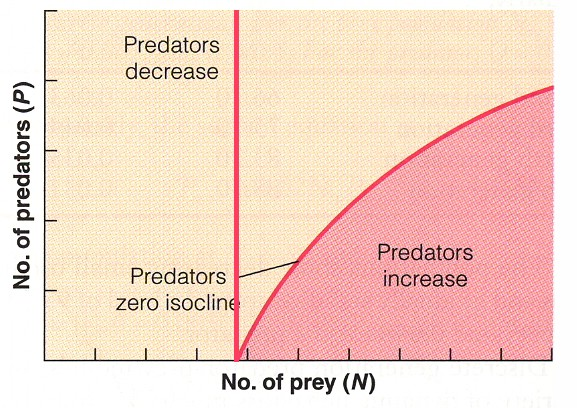 Predators
decrease
No. of predators (P)
Predators
zero isocline
Predators
increase
No. of prey (N)